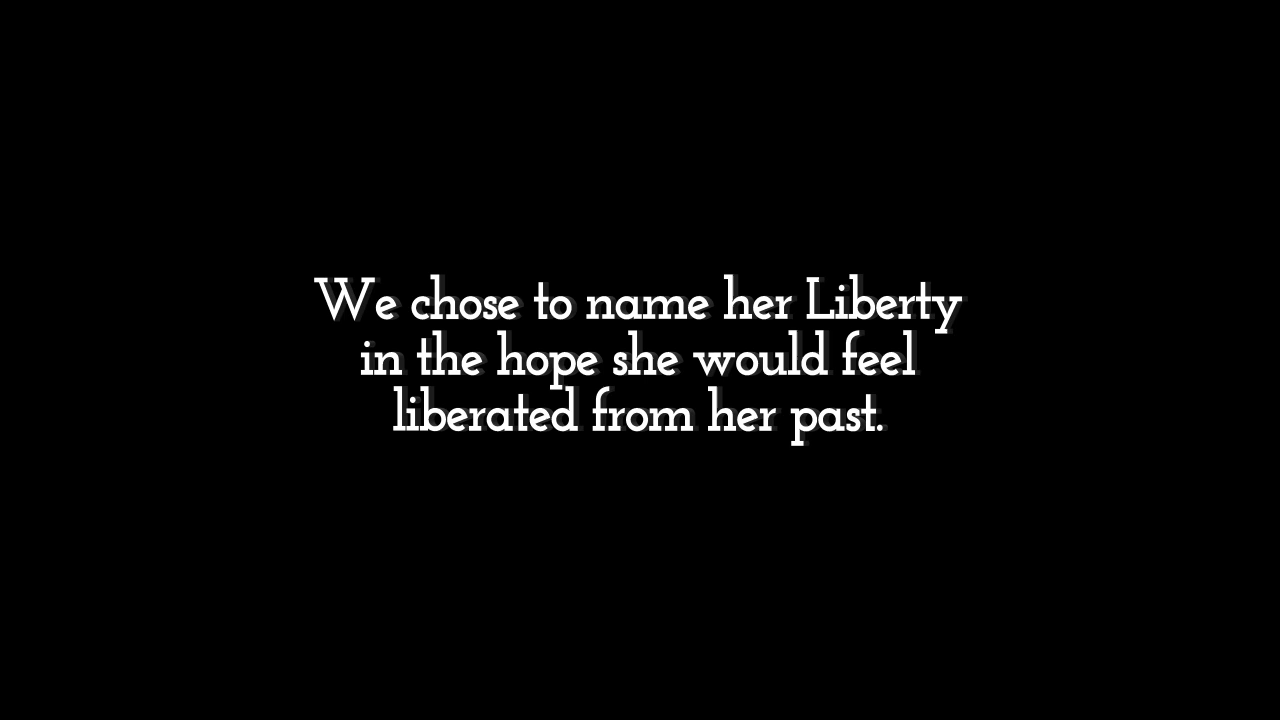 We chose to name her Liberty
in the hope she would feel
liberated from her past.